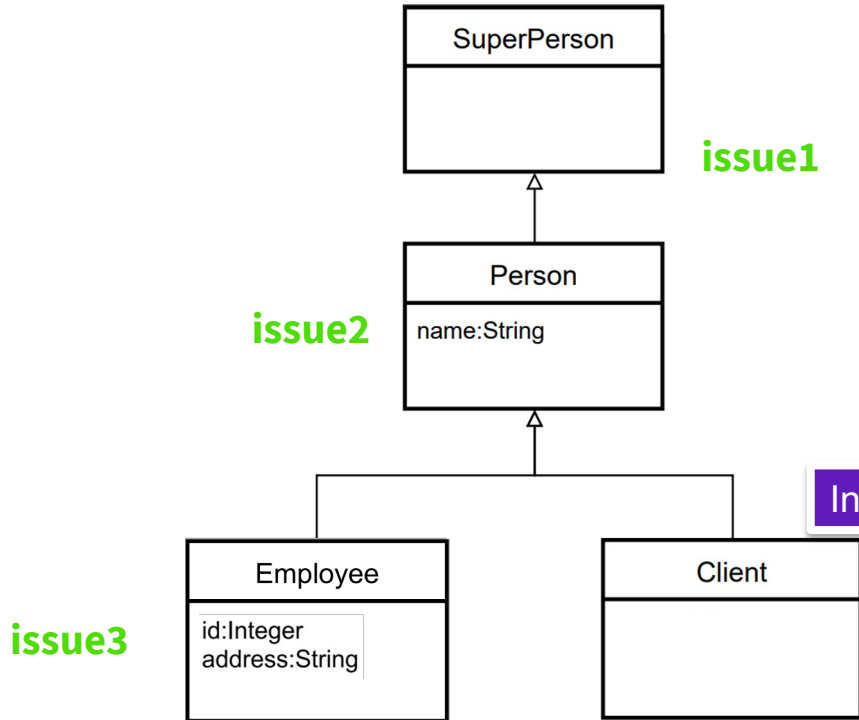 SuperPerson
issue1
Person
issue2
name:String
In
Employee
Client
issue3
id:Integer
address:String